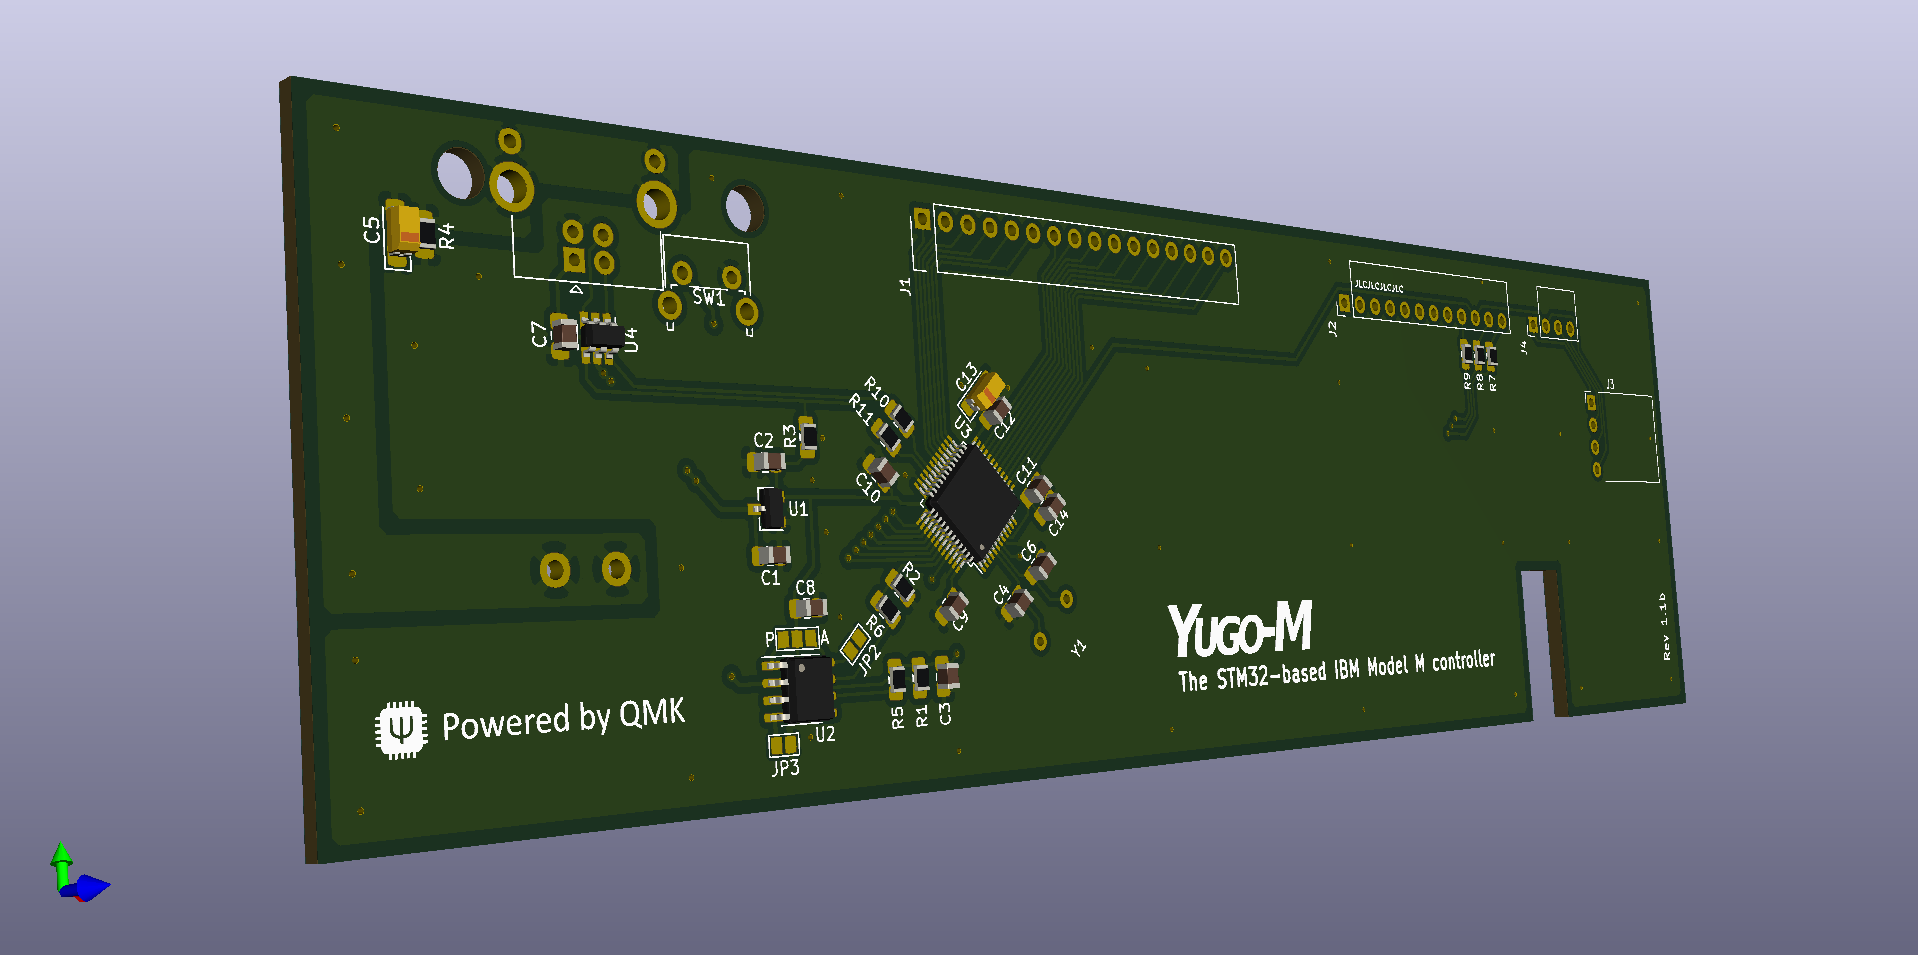 C5
R4
J1
SW1
C7
U4
J2
JLCJLCJLCJLC
J4
R9
R8
R7
J3
C13
R10
R11
U3
C12
C2
R3
C10
C11
U1
C14
C1
C6
C8
R2
C4
C9
R6
P
A
JP2
Y1
Rev 1.1b
YUGO-M
The STM32-based IBM Model M controller
R5
R1
C3
Powered by QMK
U2
JP3